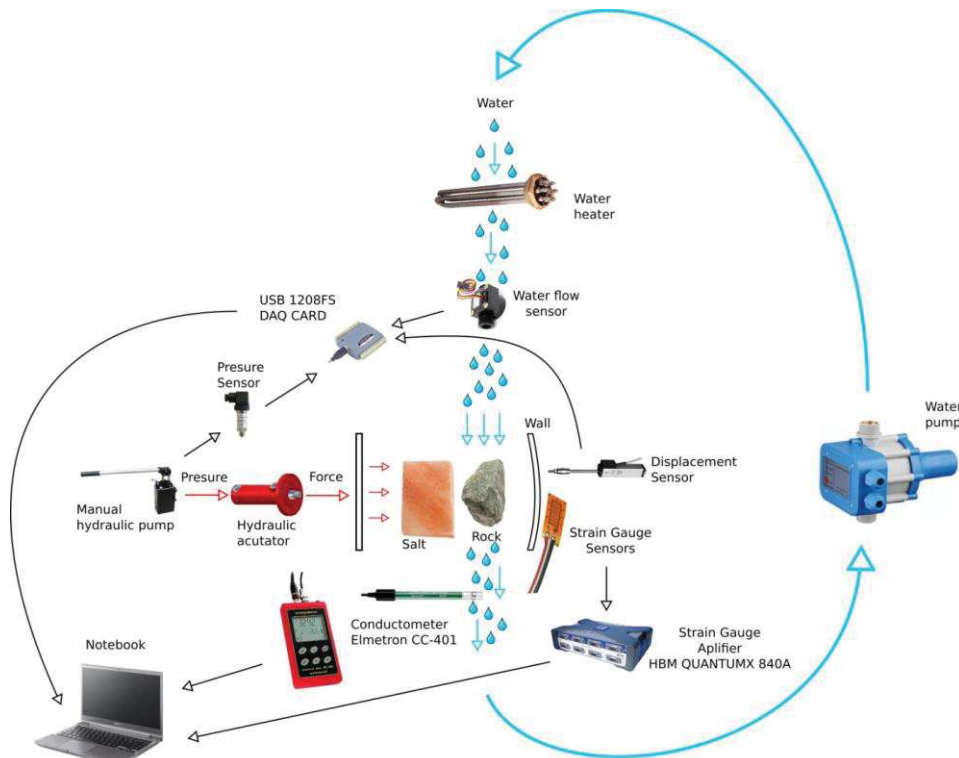 Water
Water
heater
USB 1208FS
DAQ CARD
Water flow
sensor
Presure
Sensor
Wall
Water
pump
Presure
Force
Displacement
Sensor
Manual
hydraulic pump
Hydraulic
acutator
Salt
Rock
Strain Gauge
Sensors
Conductometer
Elmetron CC-401
Notebook
Strain Gauge
Aplifier
HBM QUANTUMX 840A